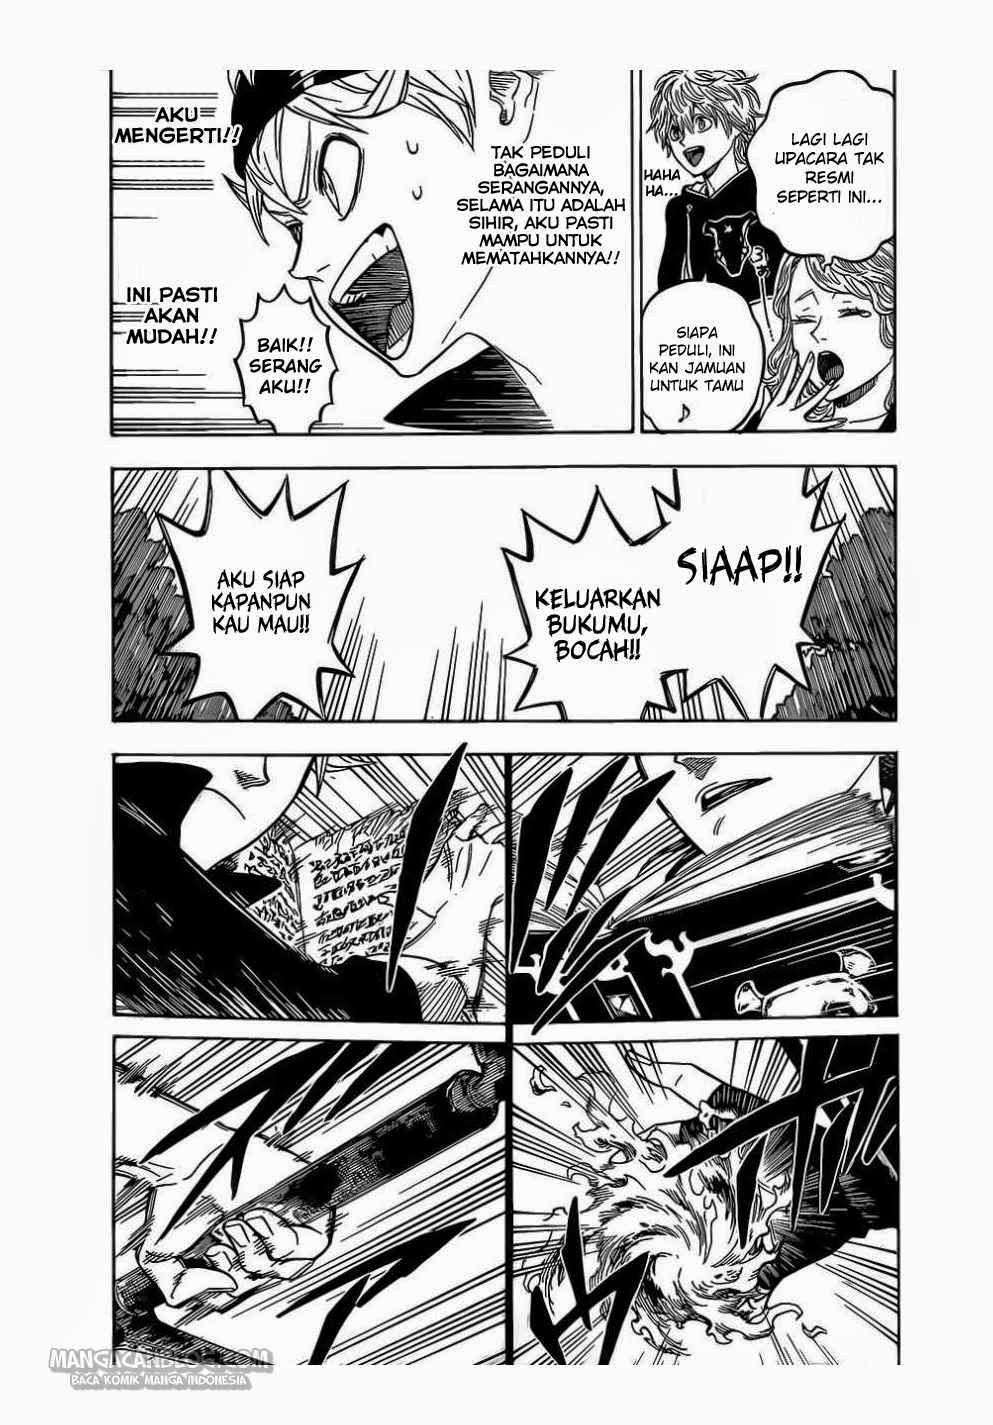 LAGI LAGI
UPACARA TAK
RESMI
SEPERTI INI...
HAHA
HA...
SIAPA
PEDULI, INI
KAN JAMUAN
UNTUK TAMU
TAK PEDULI
BAGAIMANA
SERANGANNYA,
SELAMA ITU ADALAH
SIHIR, AKU PASTI
MAMPU UNTUK
MEMATAHKANNYA!!
AKU
MENGERTI!!
INI PASTI
AKAN
MUDAH!!
BAIK!!
SERANG
AKU!!
SIAAP!!
KELUARKAN
BUKUMU,
BOCAH!!
AKU SIAP
KAPANPUN
KAU MAU!!
MANGACANBLOG.COM
BACA KOMIK MANGA INDONESIA